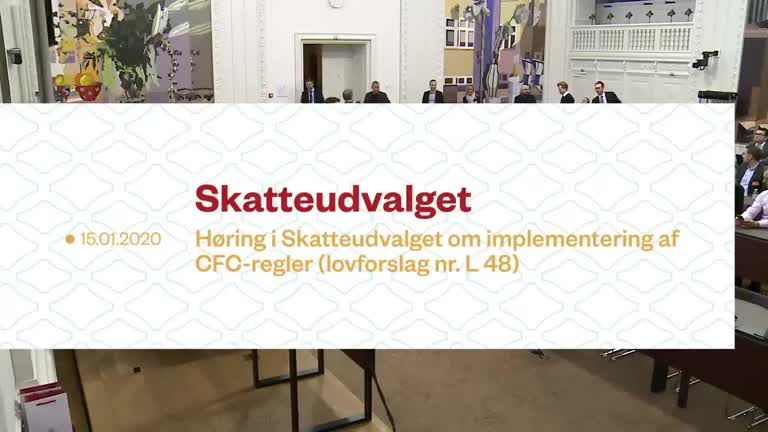 Skatteudvalget
15.01.2020
Høring i Skatteudvalget om implementering af
CFC-regler (lovforslag nr. L 48)